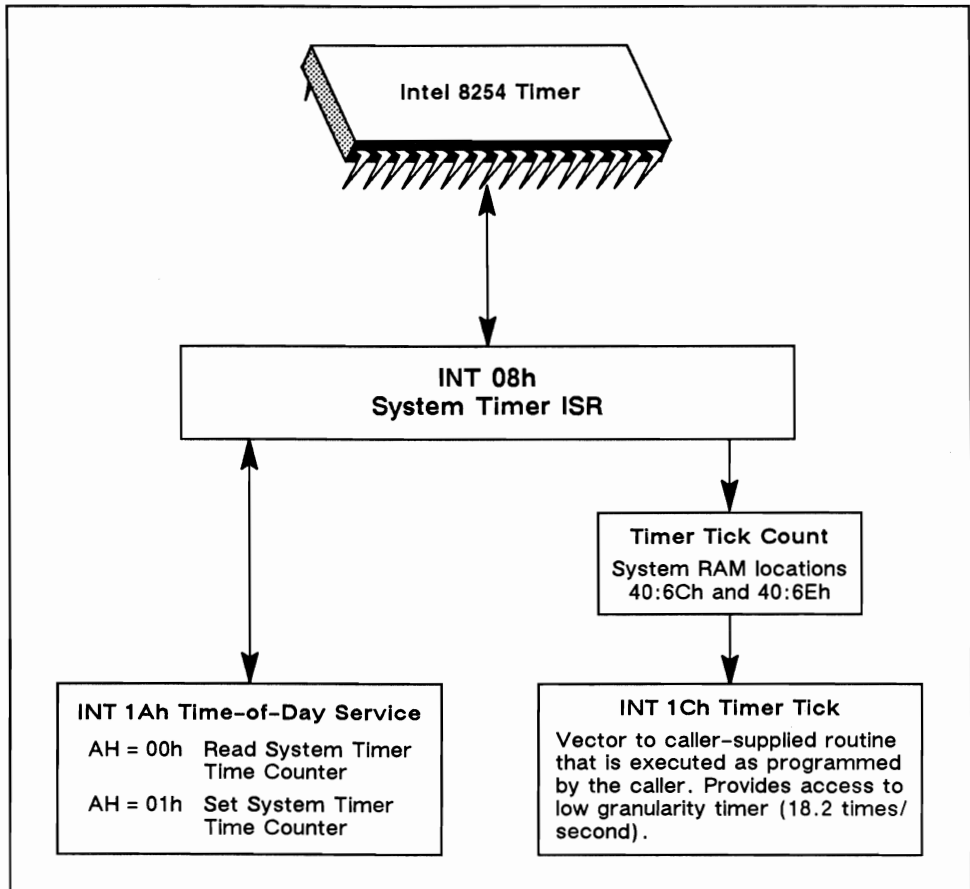 Intel 8254 Timer
INT 08h
System Timer ISR
Timer Tick Count
System RAM locations
40:6Ch and 40:6Eh
INT 1Ah Time-of-Day Service
AH = 00h Read System Timer
Time Counter
AH = 01h Set System Timer
Time Counter
INT 1Ch Timer Tick
Vector to caller-supplied routine
that is executed as programmed
by the caller. Provides access to
low granularity timer (18.2 times/
second).